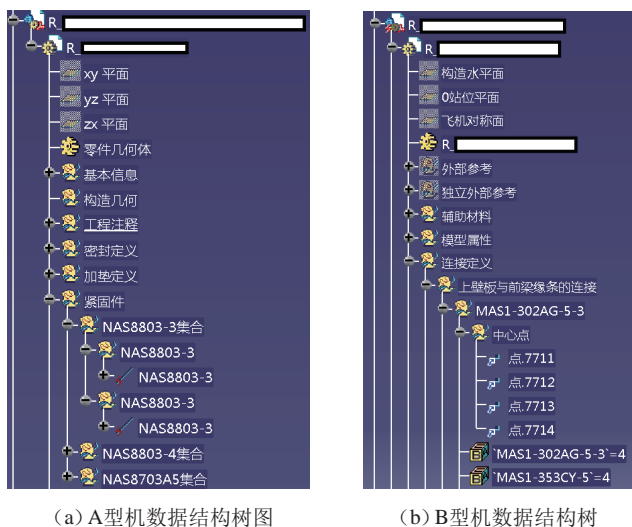 R_
R_
xy 平面
yz 平面
zx 平面
零件几何体
基本信息
构造几何
工程注释
密封定义
加垫定义
紧固件
NAS8803-3集合
NAS8803-3
NAS8803-3
NAS8803-3
NAS8803-3
NAS8803-4集合
NAS8703A5集合
(a) A型机数据结构树图
R_
R_
构造水平面
0站位平面
飞机对称面
R_
外部参考
独立外部参考
辅助材料
模型属性
连接定义
上壁板与前梁缘条的连接
MAS1-302AG-5-3
中心点
点.7711
点.7712
点.7713
点.7714
`MAS1-302AG-5-3`=4
`MAS1-353CY-5`=4
(b) B型机数据结构树